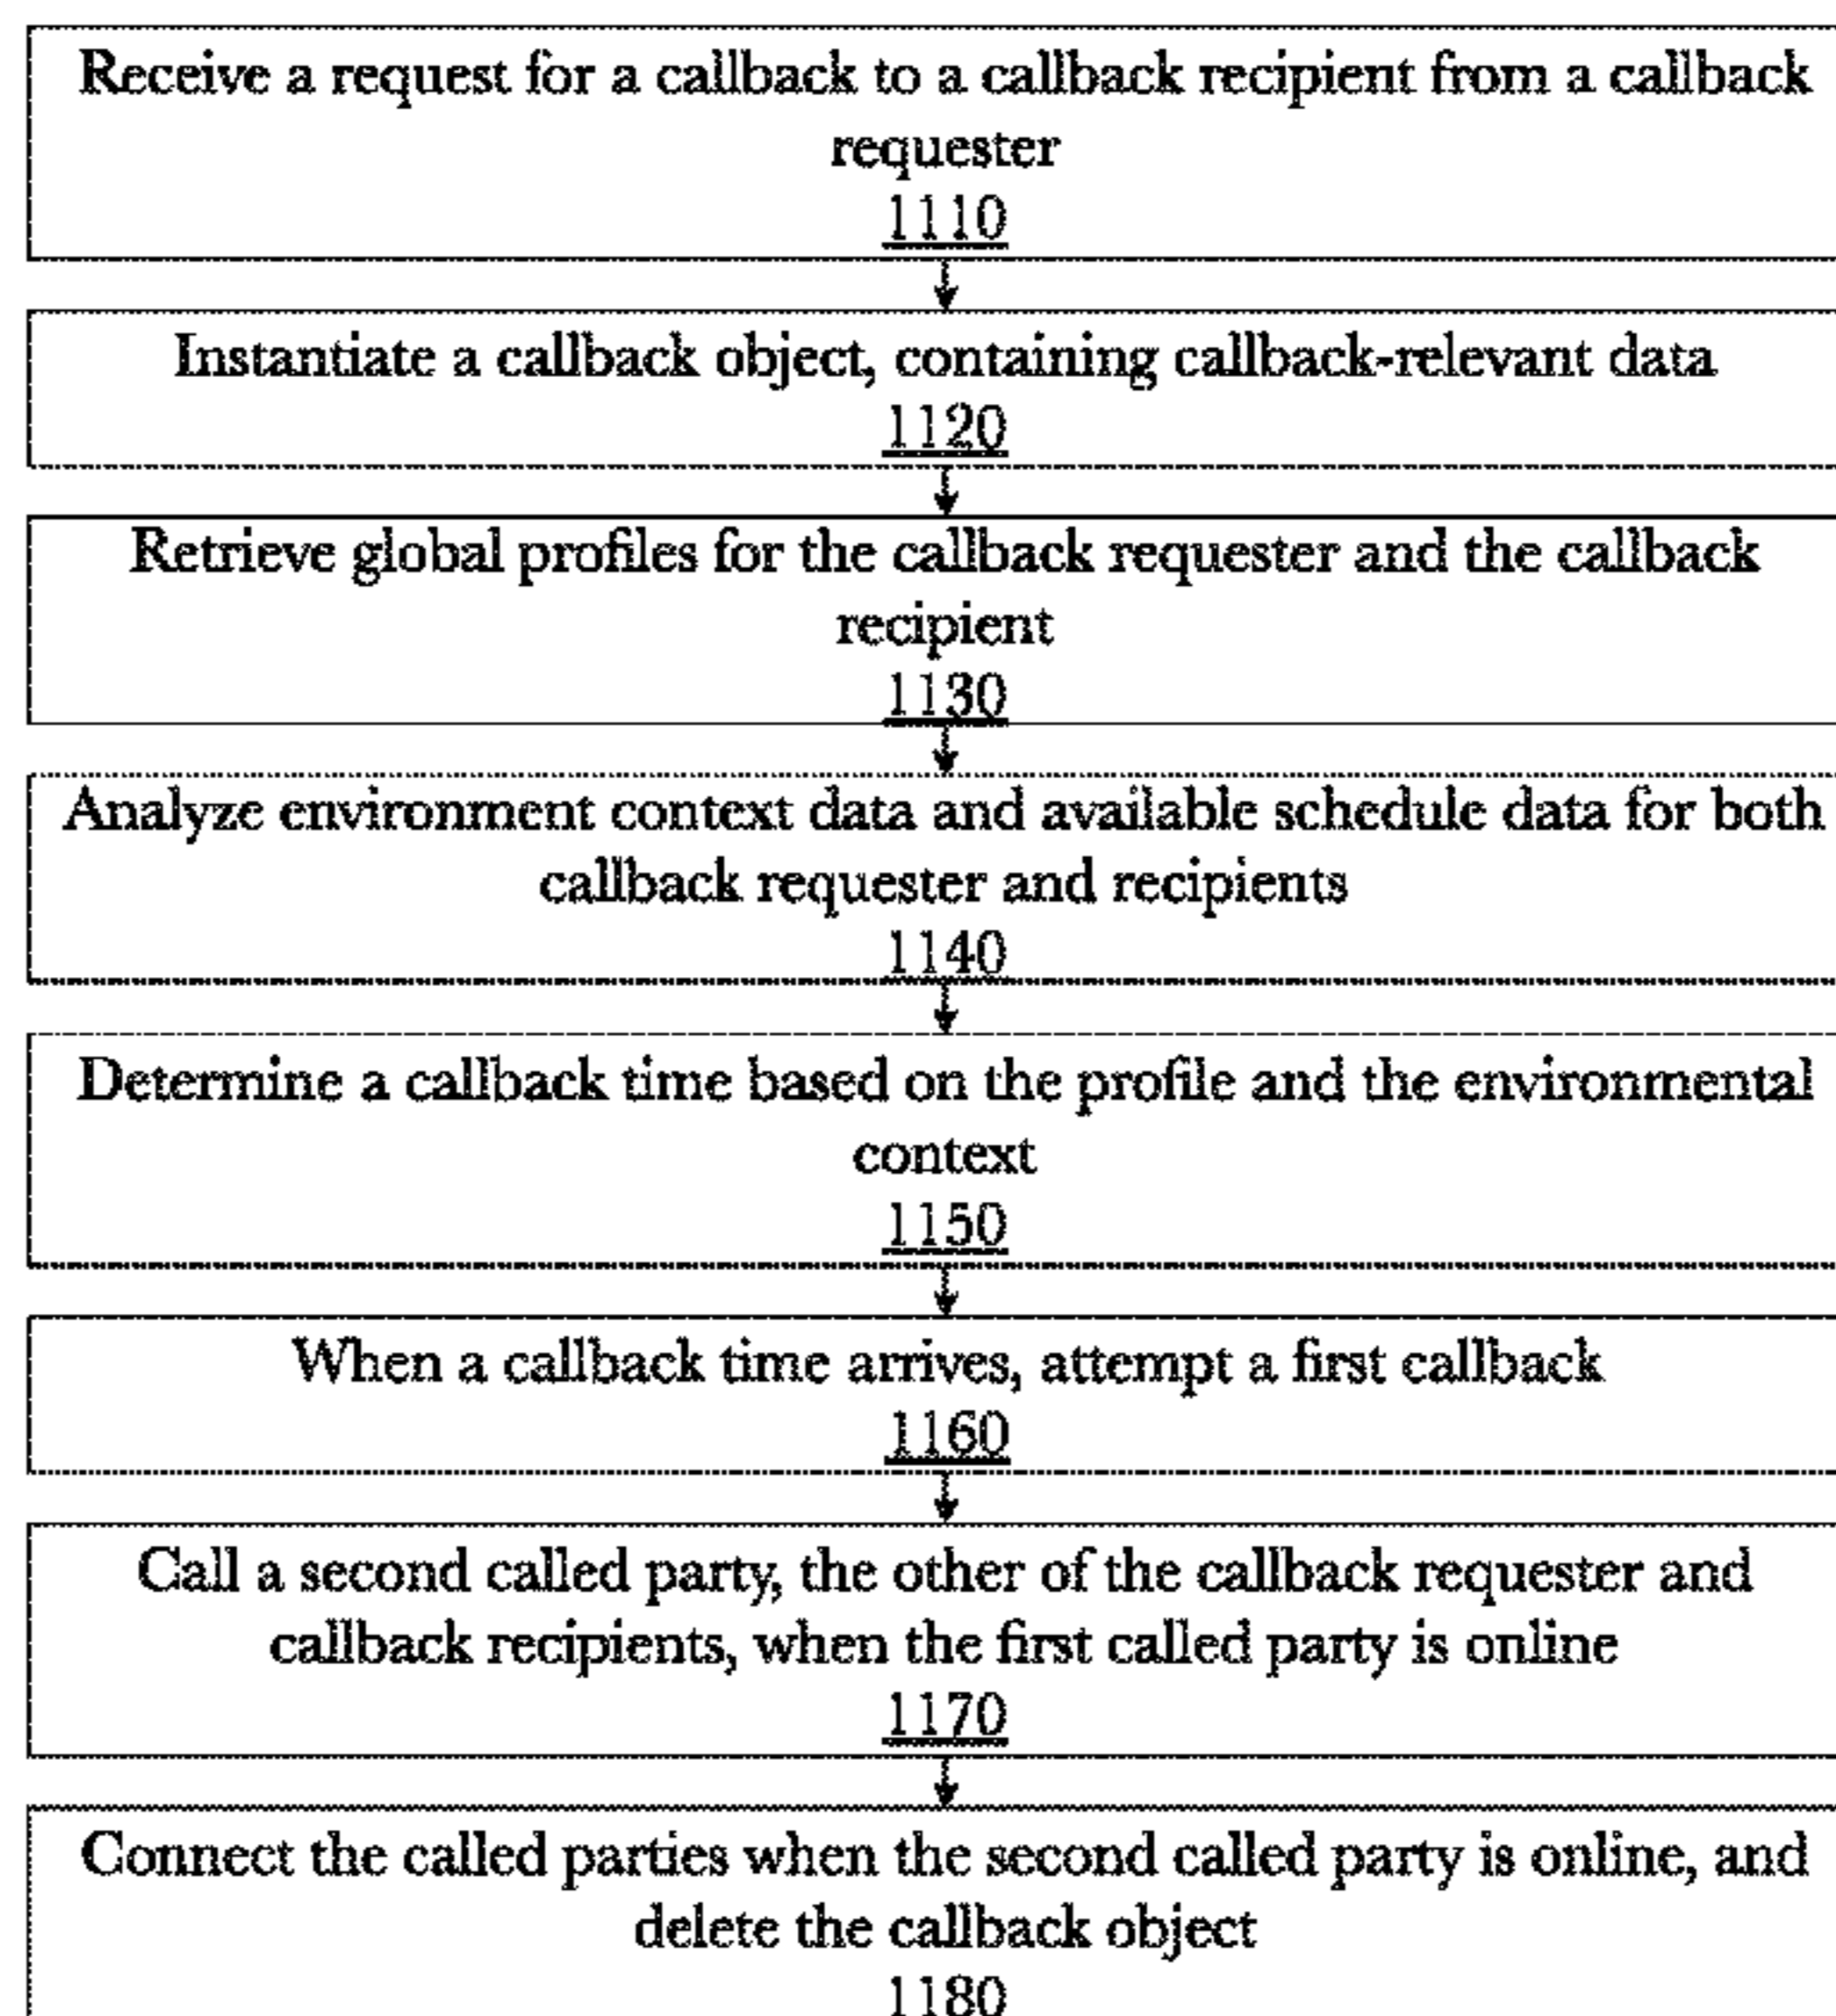 Receive a request for a callback to a callback recipient from a callback
requester
1110
Instantiate a callback object, containing callback-relevant data
1120
Retrieve global profiles for the callback requester and the callback
recipient
1130
Analyze environment context data and available schedule data for both
callback requester and recipients
1140
Determine a callback time based on the profile and the environmental
context
1150
When a callback time arrives, attempt a first callback
1160
Call a second called party, the other of the callback requester and
callback recipients, when the first called party is online
1170
Connect the called parties when the second called party is online, and
delete the callback object
1180